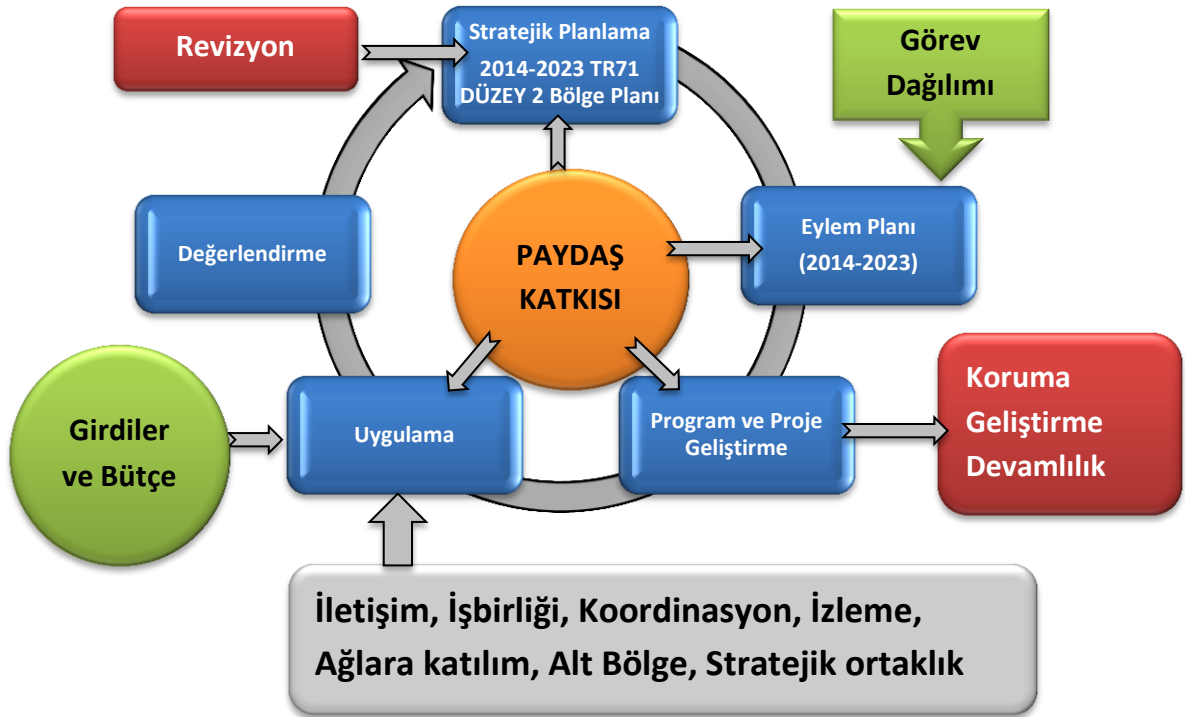 Revizyon
Stratejik Planlama
2014-2023 TR71
DÜZEY 2 Bölge Planı
Görev
Dağılımı
Değerlendirme
PAYDAŞ
KATKISI
Eylem Planı
(2014-2023)
Girdiler
ve Bütçe
Uygulama
Program ve Proje
Geliştirme
Koruma
Geliştirme
Devamlılık
İletişim, İşbirliği, Koordinasyon, İzleme,
Ağlara katılım, Alt Bölge, Stratejik ortaklık